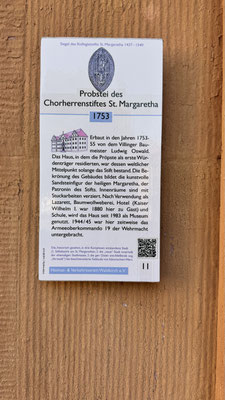 Siegel des Kollegiatstifts St. Margaretha 1437 - 1549
Probstei des
Chorherrenstiftes St. Margaretha
1753
Erbaut in den Jahren 1753-
55 von dem Villinger Bau-
meister Ludwig Oswald.
Das Haus, in dem die Pröpste als erste Wür-
denträger residierten, war dessen weltlicher
Mittelpunkt solange das Stift bestand. Die Be-
krönung des Gebäudes bildet die kunstvolle
Sandsteinfigur der heiligen Margaretha, der
Patronin des Stifts. Innenräume sind mit
Stuckarbeiten verziert. Nach Verwendung als
Lazarett, Baumwollweberei, Hotel (Kaiser
Wilhelm I. war 1880 hier zu Gast) und
Schule, wird das Haus seit 1983 als Museum
genutzt. 1944/45 war hier zeitweise das
Armeeoberkommando 19 der Wehrmacht
untergebracht.
Heimat- & Verkehrsverein Waldkirch e.V.
11